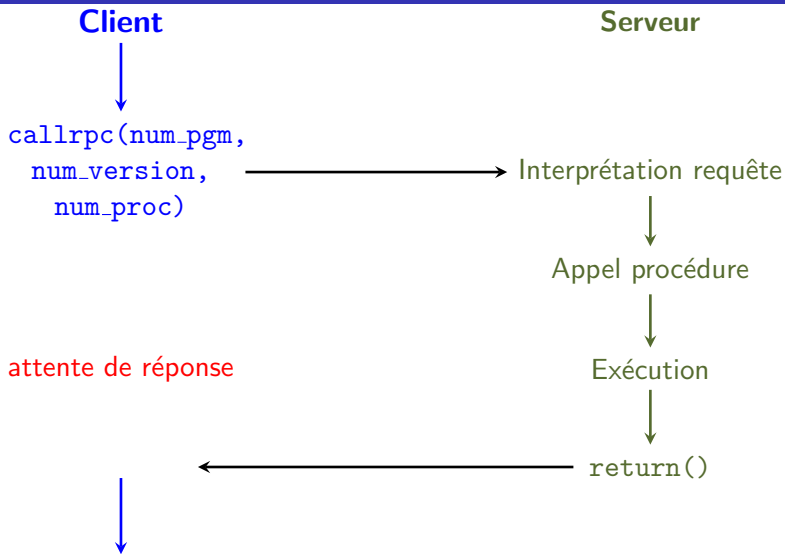 Client
Serveur
callrpc(num_pgm,
num_version,
num_proc)
Interprétation requête
Appel procédure
attente de réponse
Exécution
return()